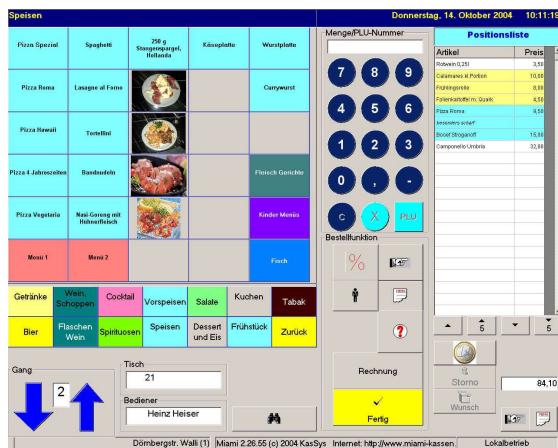 Speisen
Donnerstag, 14. Oktober 2004 10:11:19
Pizza Spezial
Spaghetti
250 g
Stangenspargel,
Hollanda
Käseplatte
Wurstplatte
Pizza Roma
Lasagne al Forno
Currywurst
Pizza Hawaii
Tortellini
Pizza 4 Jahreszeiten
Bandnudeln
Fleisch Gerichte
Pizza Vegetaria
Nasi-Goreng mit
Hühnerfleisch
Kinder Menüs
Menü 1
Menü 2
Fisch
Getränke
Wein,
Schoppen
Cocktail
Vorspeisen
Salate
Kuchen
Tabak
Bier
Flaschen
Wein
Spirituosen
Speisen
Dessert
und Eis
Frühstück
Zurück
Gang
2
Tisch
21
Bediener
Heinz Heiser
Menge/PLU-Nummer
7 8 9
4 5 6
1 2 3
0 , -
C X PLU
Bestellfunktion
%
?
Rechnung
Fertig
Positionsliste
Artikel Preis
Rotwein 0,25l 3,50
Calamares kl.Portion 10,00
Frühlingsrolle 8,00
Folienkartoffel m. Quark 4,50
Pizza Roma 9,50
besonders scharf
Boeef Stroganoff 15,00
Camponello Umbria 32,00
5
5
Storno
84,10
Wunsch
Dörnbergstr. Walli (1) Miami 2.26.55 (c) 2004 KasSys Internet: http://www.miami-kassen. Lokalbetrieb